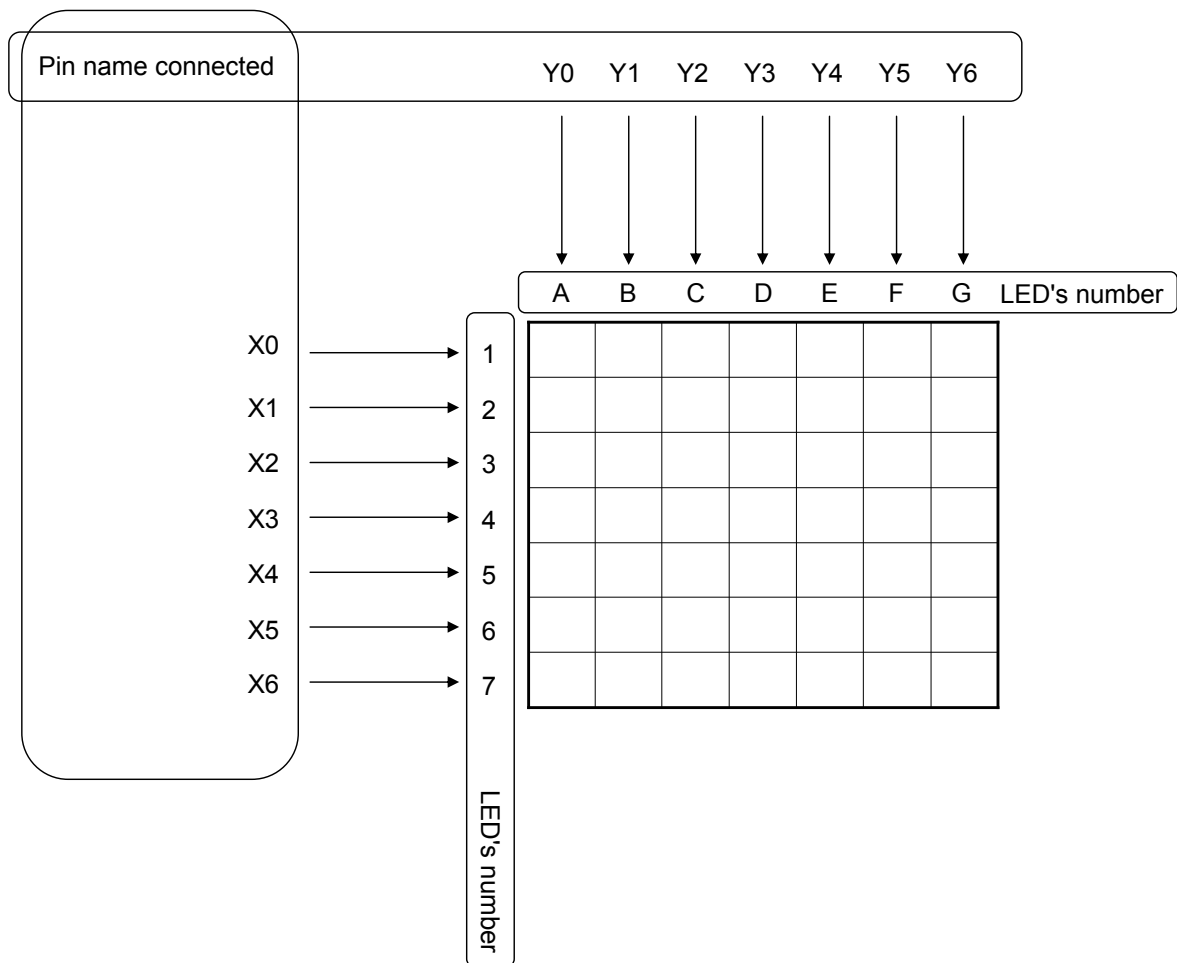 Pin name connected Y0 Y1 Y2 Y3 Y4 Y5 Y6
A B C D E F G LED's number
X0 1
X1 2
X2 3
X3 4
X4 5
X5 6
X6 7
LED's number